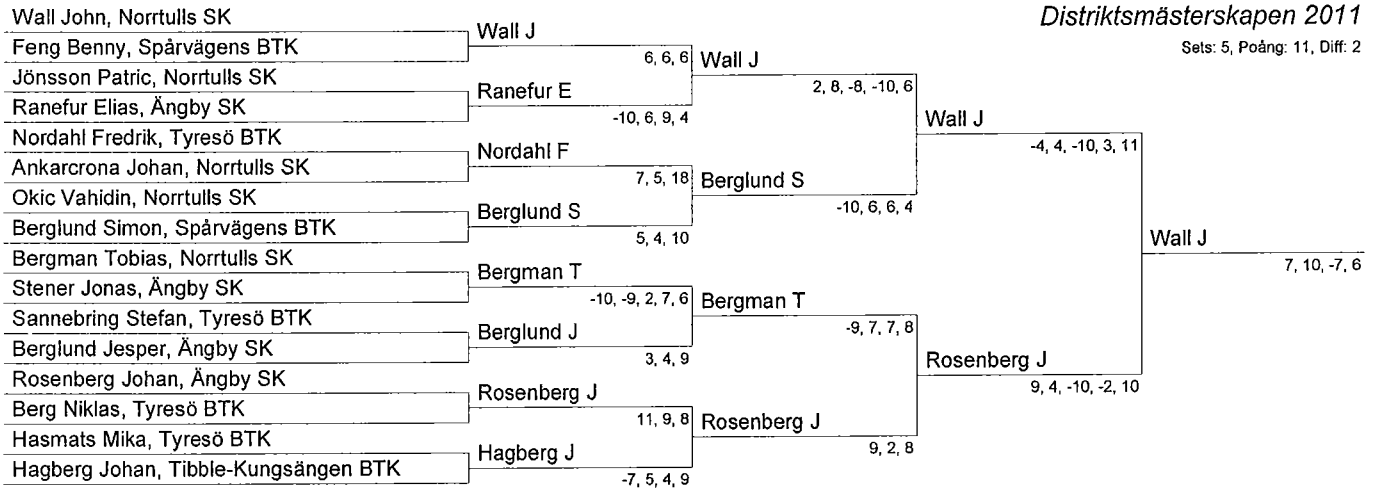 Distriktsmästerskapen 2011
Sets: 5, Poång: 11, Diff: 2
Wall John, Norrtulls SK
Feng Benny, Spårvägens BTK
Jönsson Patric, Norrtulls SK
Ranefur Elias, Ängby SK
Nordahl Fredrik, Tyresö BTK
Ankarcrona Johan, Norrtulls SK
Okic Vahidin, Norrtulls SK
Berglund Simon, Spårvägens BTK
Bergman Tobias, Norrtulls SK
Stener Jonas, Ängby SK
Sannebring Stefan, Tyresö BTK
Berglund Jesper, Ängby SK
Rosenberg Johan, Ängby SK
Berg Niklas, Tyresö BTK
Hasmats Mika, Tyresö BTK
Hagberg Johan, Tibble-Kungsängen BTK
Wall J
6, 6, 6
Ranefur E
-10, 6, 9, 4
Nordahl F
7, 5, 18
Berglund S
5, 4, 10
Bergman T
-10, -9, 2, 7, 6
Berglund J
3, 4, 9
Rosenberg J
11, 9, 8
Hagberg J
-7, 5, 4, 9
Wall J
2, 8, -8, -10, 6
Berglund S
-10, 6, 6, 4
Bergman T
-9, 7, 7, 8
Rosenberg J
9, 2, 8
Wall J
-4, 4, -10, 3, 11
Rosenberg J
9, 4, -10, -2, 10
Wall J
7, 10, -7, 6